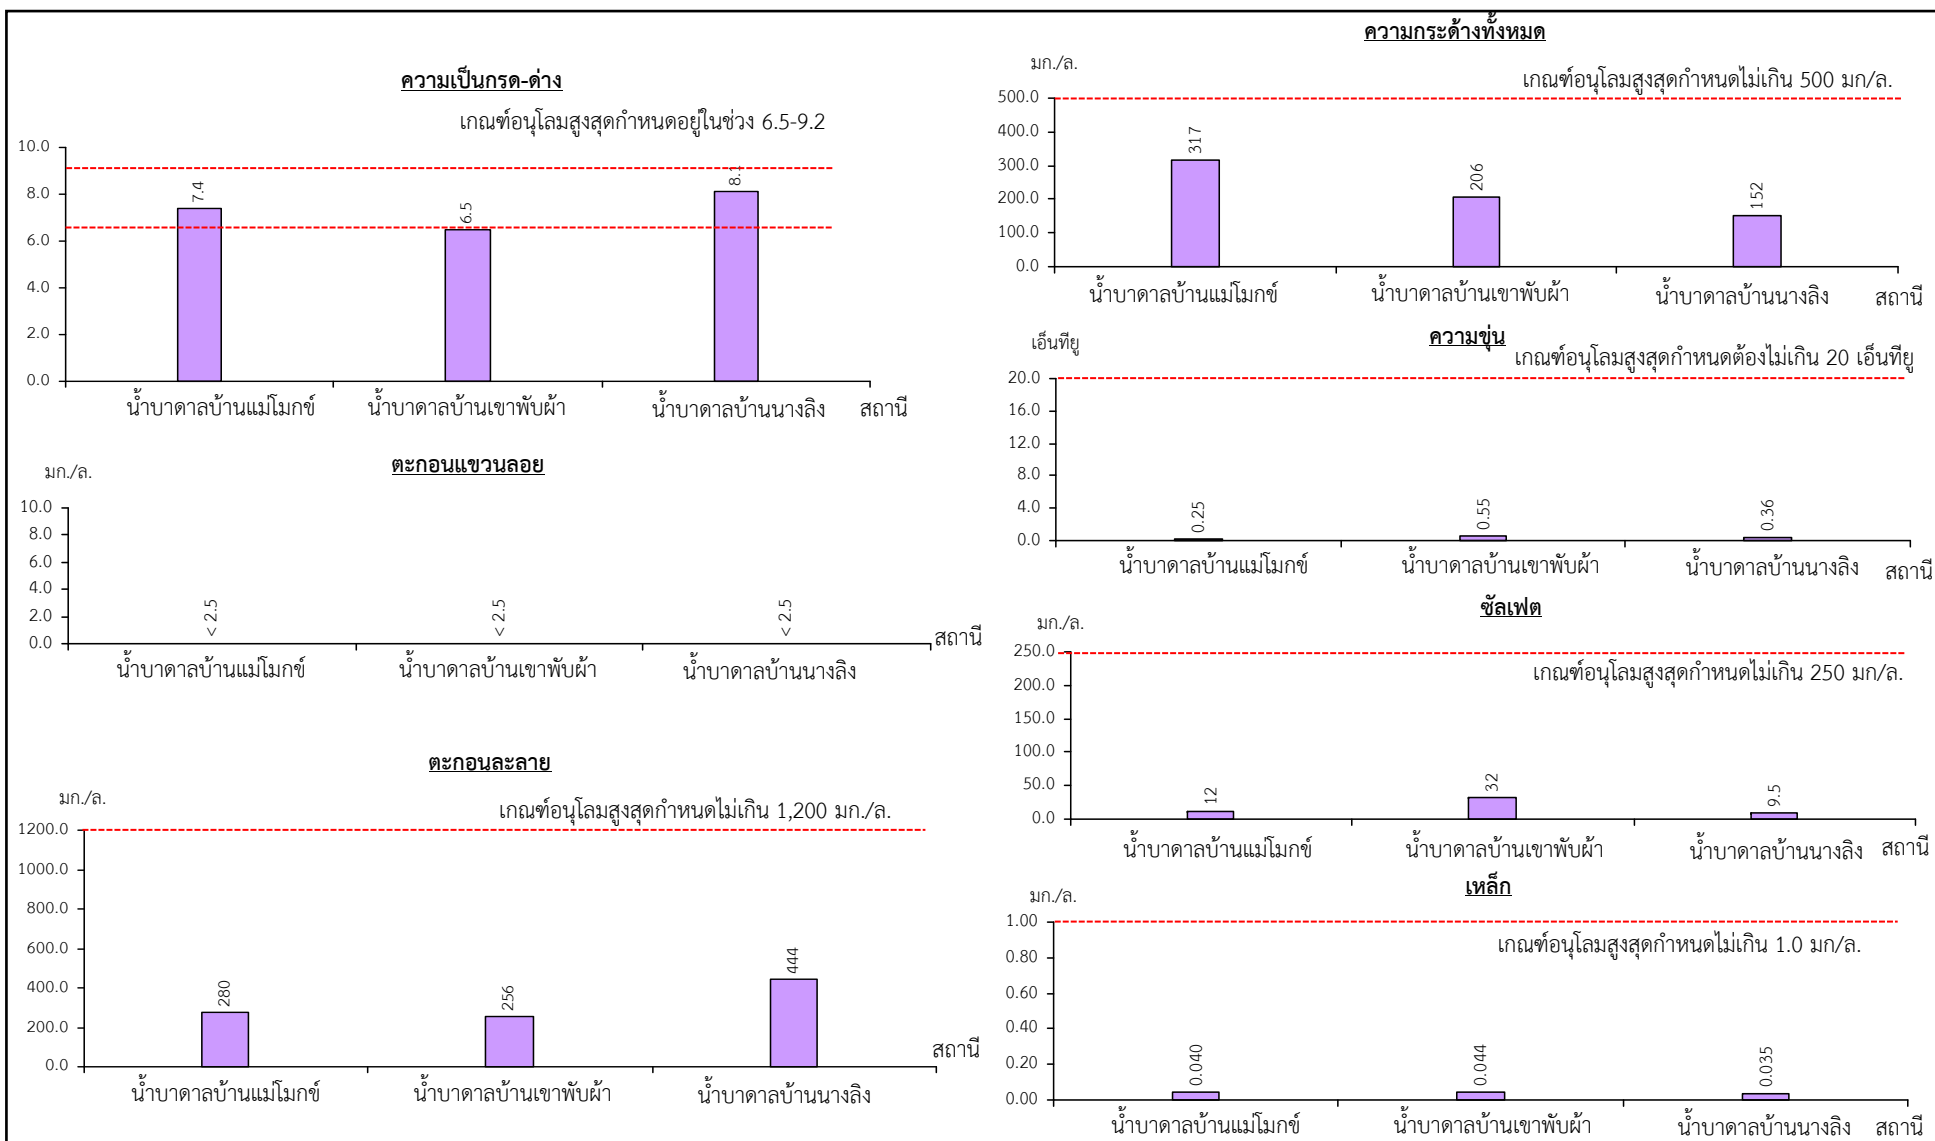 ความเป็นกรด-ด่าง
เกณฑ์อนุโลมสูงสุดกำหนดอยู่ในช่วง 6.5-9.2
10.0
8.0
6.0
4.0
2.0
0.0
7.4
6.5
8.1
น้ำบาดาลบ้านแม่โมกข์ น้ำบาดาลบ้านเขาพับผ้า น้ำบาดาลบ้านนางลิง สถานี
ตะกอนแขวนลอย
มก./ล.
10.0
8.0
6.0
4.0
2.0
0.0
< 2.5
< 2.5
< 2.5
สถานี
น้ำบาดาลบ้านแม่โมกข์ น้ำบาดาลบ้านเขาพับผ้า น้ำบาดาลบ้านนางลิง
ตะกอนละลาย
มก./ล.
เกณฑ์อนุโลมสูงสุดกำหนดไม่เกิน 1,200 มก./ล.
1200.0
1000.0
800.0
600.0
400.0
200.0
0.0
280
256
444
สถานี
น้ำบาดาลบ้านแม่โมกข์ น้ำบาดาลบ้านเขาพับผ้า น้ำบาดาลบ้านนางลิง
ความกระด้างทั้งหมด
มก./ล.
เกณฑ์อนุโลมสูงสุดกำหนดไม่เกิน 500 มก/ล.
500.0
400.0
300.0
200.0
100.0
0.0
317
206
152
น้ำบาดาลบ้านแม่โมกข์ น้ำบาดาลบ้านเขาพับผ้า น้ำบาดาลบ้านนางลิง สถานี
ความขุ่น
เอ็นทียู
เกณฑ์อนุโลมสูงสุดกำหนดต้องไม่เกิน 20 เอ็นทียู
20.0
16.0
12.0
8.0
4.0
0.0
0.25
0.55
0.36
น้ำบาดาลบ้านแม่โมกข์ น้ำบาดาลบ้านเขาพับผ้า น้ำบาดาลบ้านนางลิง สถานี
ซัลเฟต
มก./ล.
250.0
200.0
150.0
100.0
50.0
0.0
เกณฑ์อนุโลมสูงสุดกำหนดไม่เกิน 250 มก/ล.
12
32
9.5
น้ำบาดาลบ้านแม่โมกข์ น้ำบาดาลบ้านเขาพับผ้า น้ำบาดาลบ้านนางลิง สถานี
เหล็ก
มก./ล.
1.00
0.80
0.60
0.40
0.20
0.00
เกณฑ์อนุโลมสูงสุดกำหนดไม่เกิน 1.0 มก/ล.
0.040
0.044
0.035
น้ำบาดาลบ้านแม่โมกข์ น้ำบาดาลบ้านเขาพับผ้า น้ำบาดาลบ้านนางลิง สถานี